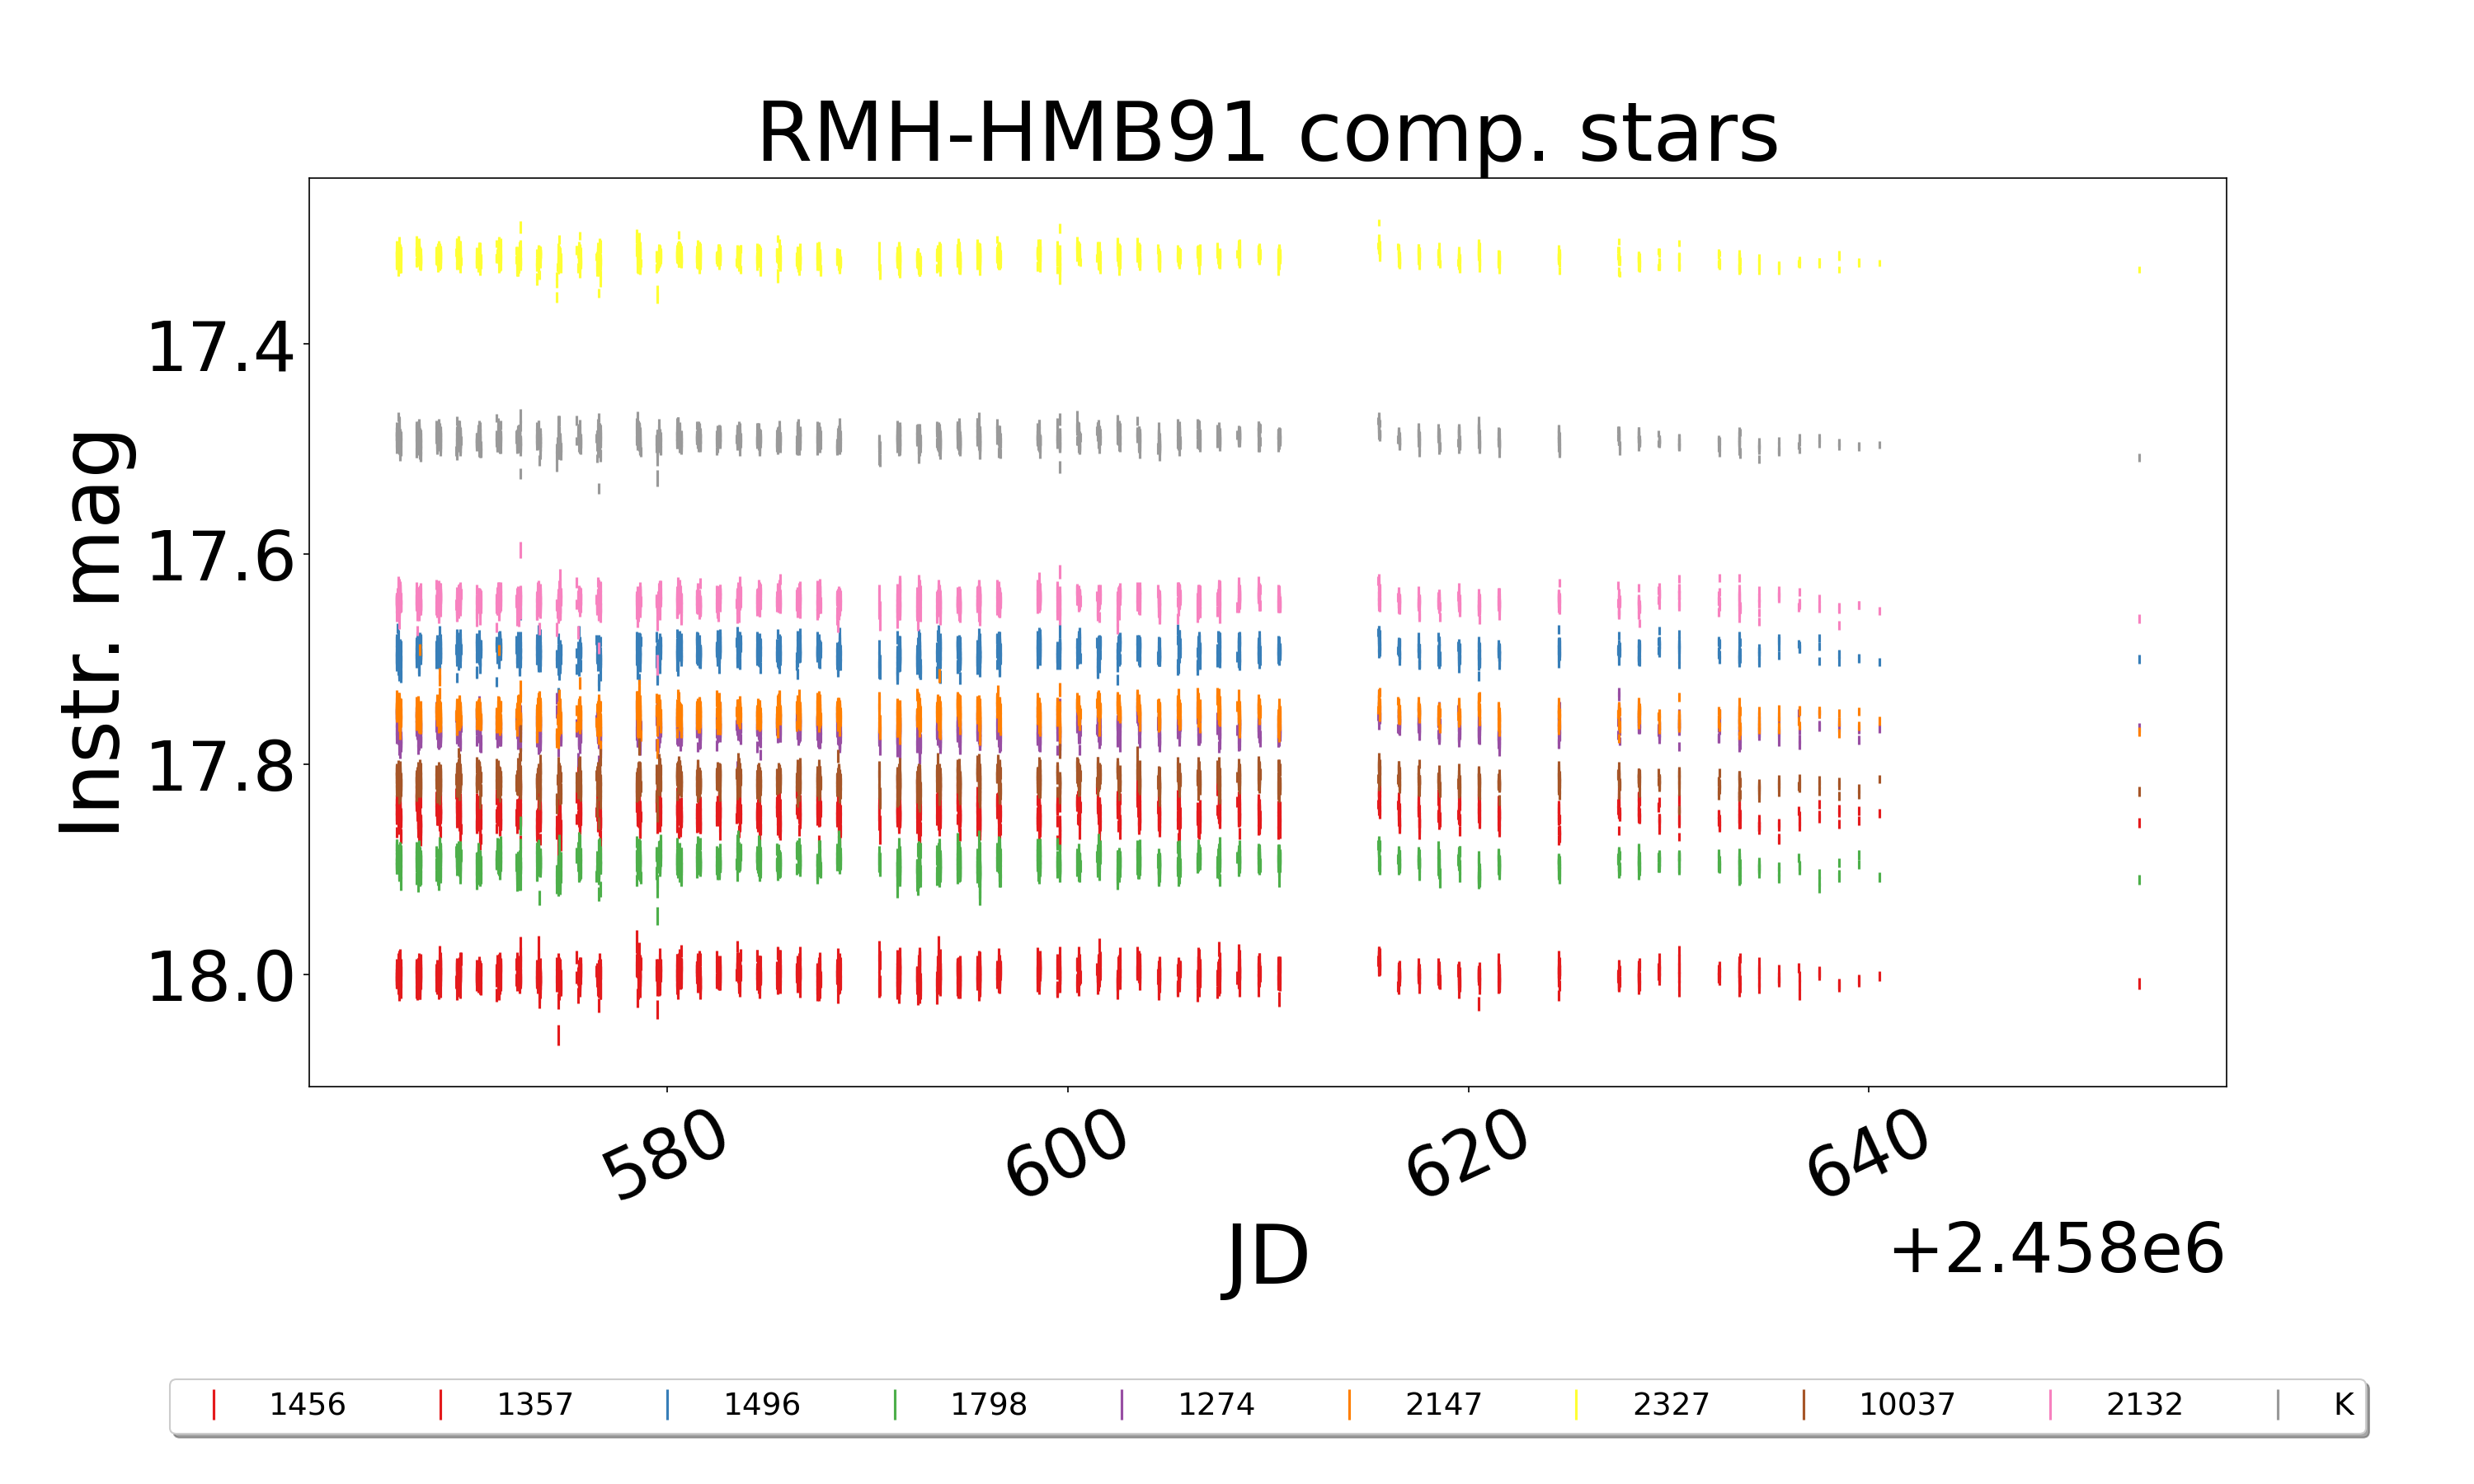 RMH-HMB91 comp. stars
Instr. mag
17.4
17.6
17.8
18.0
580 600 620 640
JD
+2.458e6
1456 1357 1496 1798 1274 2147 2327 10037 2132 K